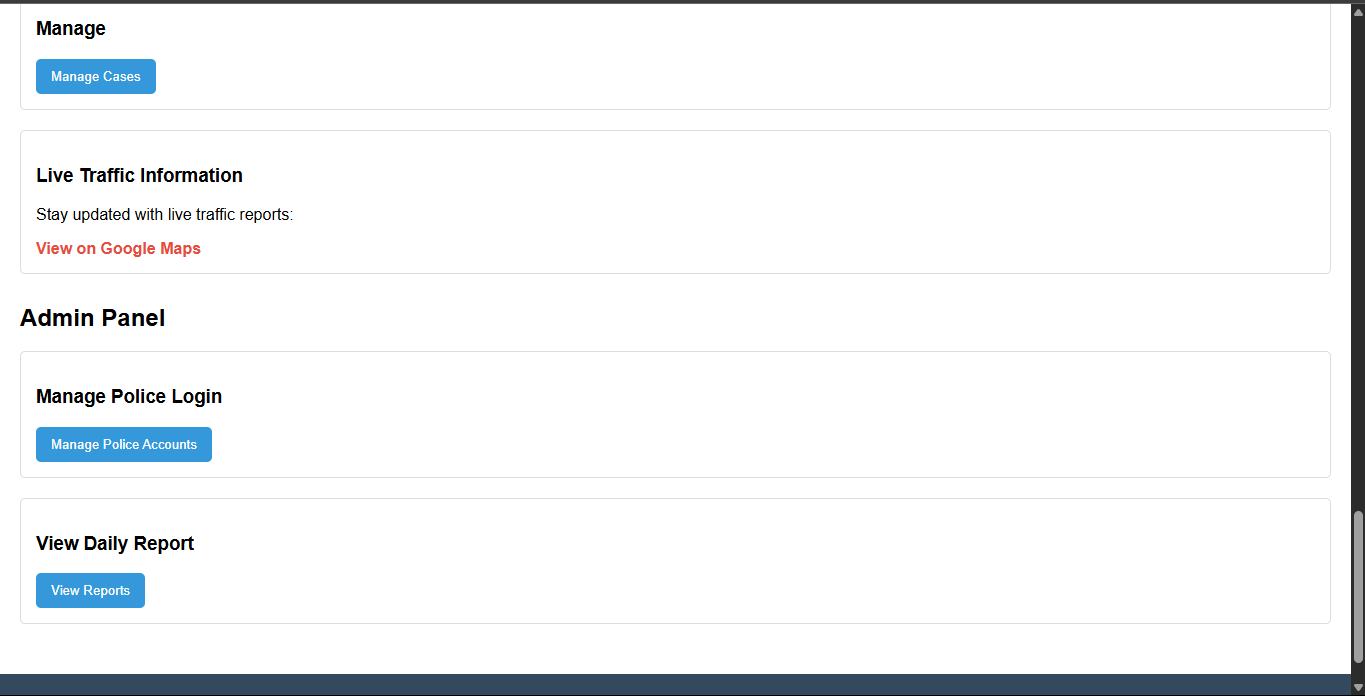 Manage
Manage Cases
Live Traffic Information
Stay updated with live traffic reports:
View on Google Maps
Admin Panel
Manage Police Login
Manage Police Accounts
View Daily Report
View Reports